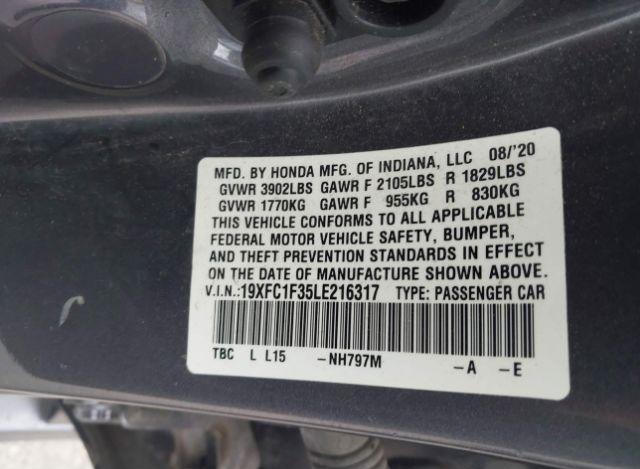 MFD. BY HONDA MFG. OF INDIANA, LLC 08/'20
GVWR 3902LBS GAWR F 2105LBS R 1829LBS
GVWR 1770KG GAWR F 955KG R 830KG
THIS VEHICLE CONFORMS TO ALL APPLICABLE
FEDERAL MOTOR VEHICLE SAFETY, BUMPER,
AND THEFT PREVENTION STANDARDS IN EFFECT
ON THE DATE OF MANUFACTURE SHOWN ABOVE.
V.I.N.:19XFC1F35LE216317 TYPE: PASSENGER CAR
TBC L L15 -NH797M -A -E